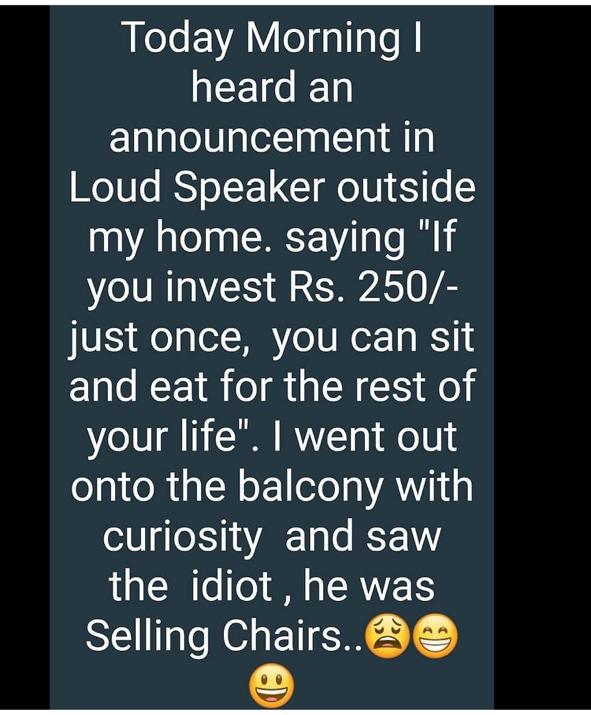 Today Morning I
heard an
announcement in
Loud Speaker outside
my home. saying "If
you invest Rs. 250/-
just once,  you can sit
and eat for the rest of
your life". I went out
onto the balcony with
curiosity  and saw
the  idiot , he was
Selling Chairs..😩😁
😃